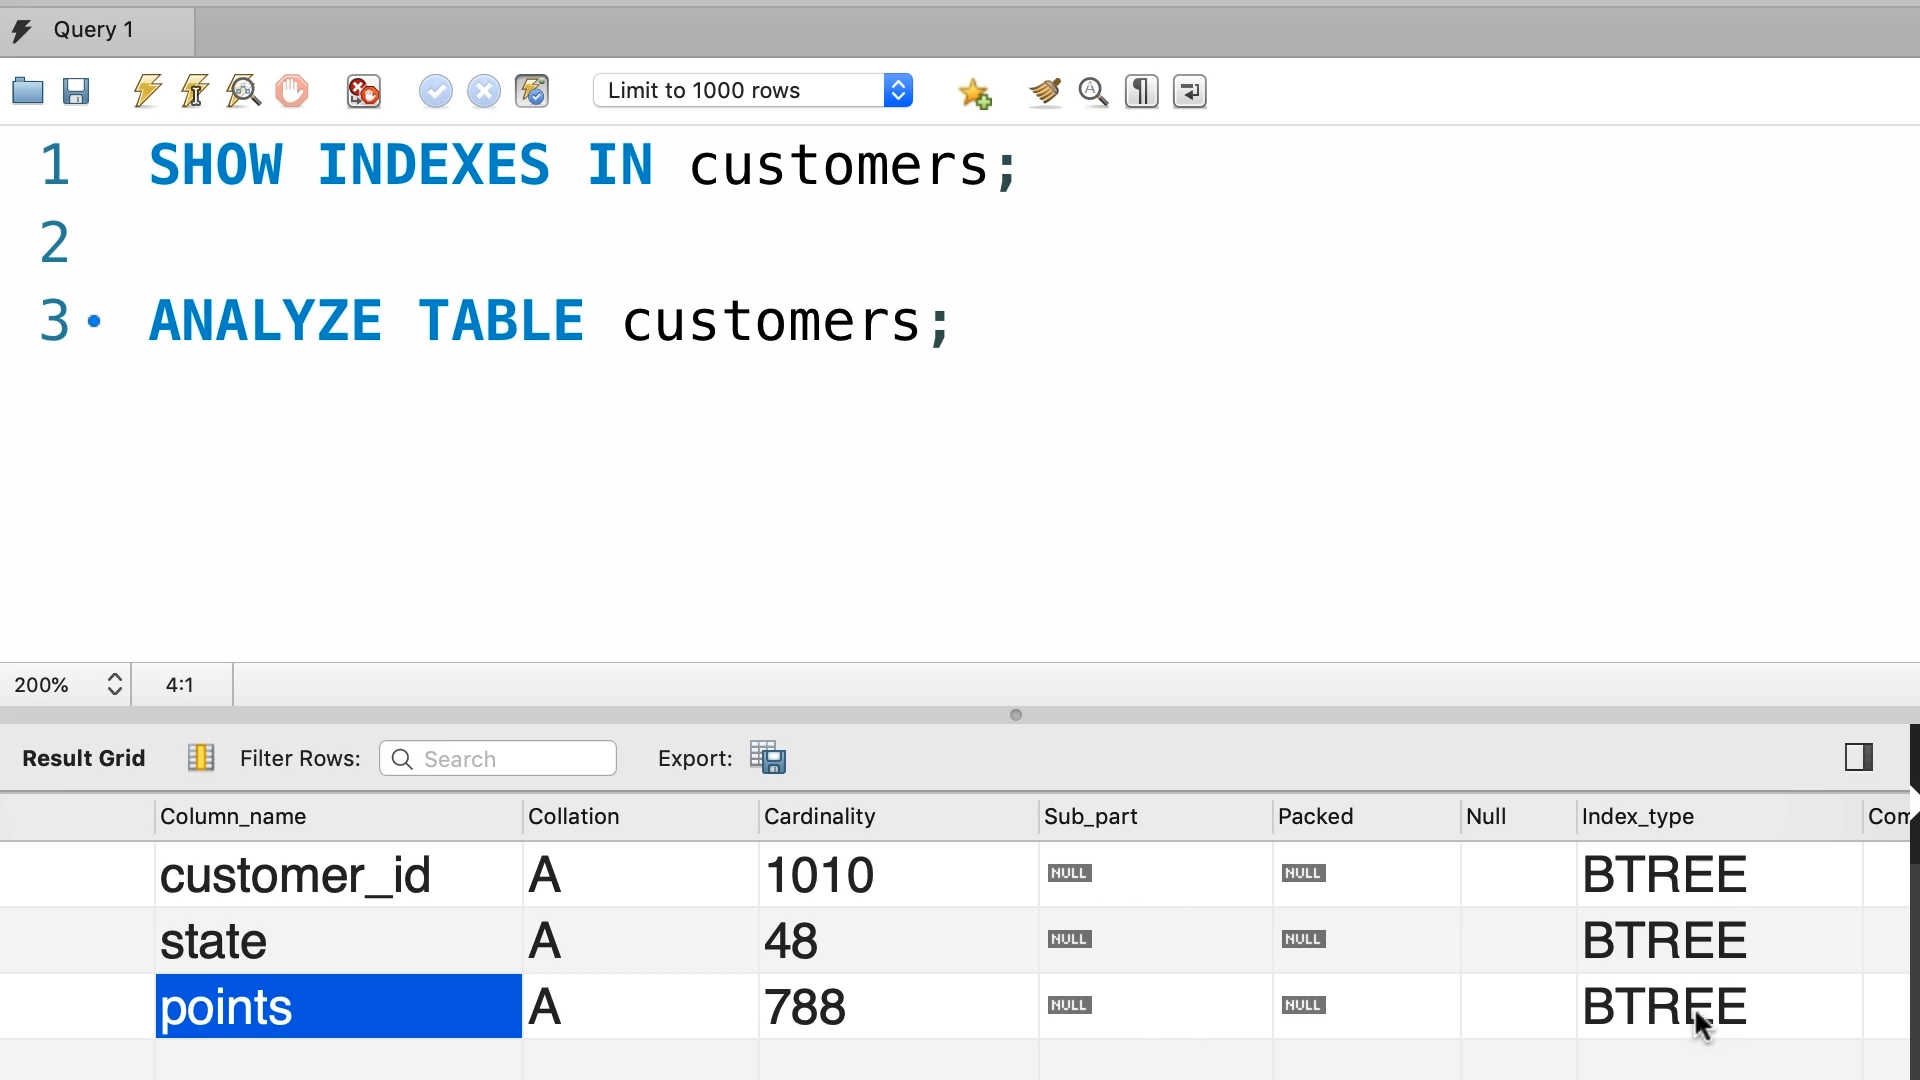 Query 1
Limit to 1000 rows
1 SHOW INDEXES IN customers;
2
3 ANALYZE TABLE customers;
200% 4:1
Result Grid Filter Rows: Search Export:
Column_name Collation Cardinality Sub_part Packed Null Index_type Com
customer_id A 1010 NULL NULL BTREE
state A 48 NULL NULL BTREE
points A 788 NULL NULL BTREE